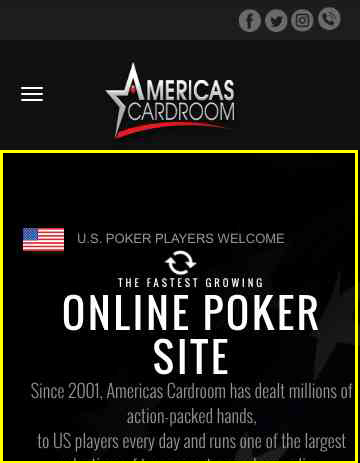 AMERICAS
CARDROOM
U.S. POKER PLAYERS WELCOME
THE FASTEST GROWING
ONLINE POKER
SITE
Since 2001, Americas Cardroom has dealt millions of
action-packed hands,
to US players every day and runs one of the largest